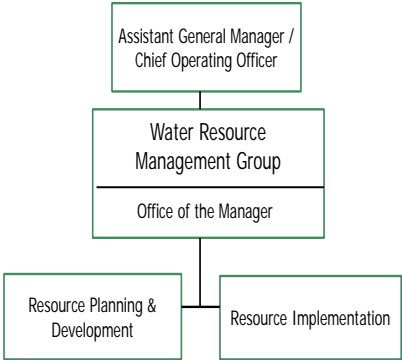 Assistant General Manager /
Chief Operating Officer
Water Resource
Management Group
Office of the Manager
Resource Planning &
Development
Resource Implementation